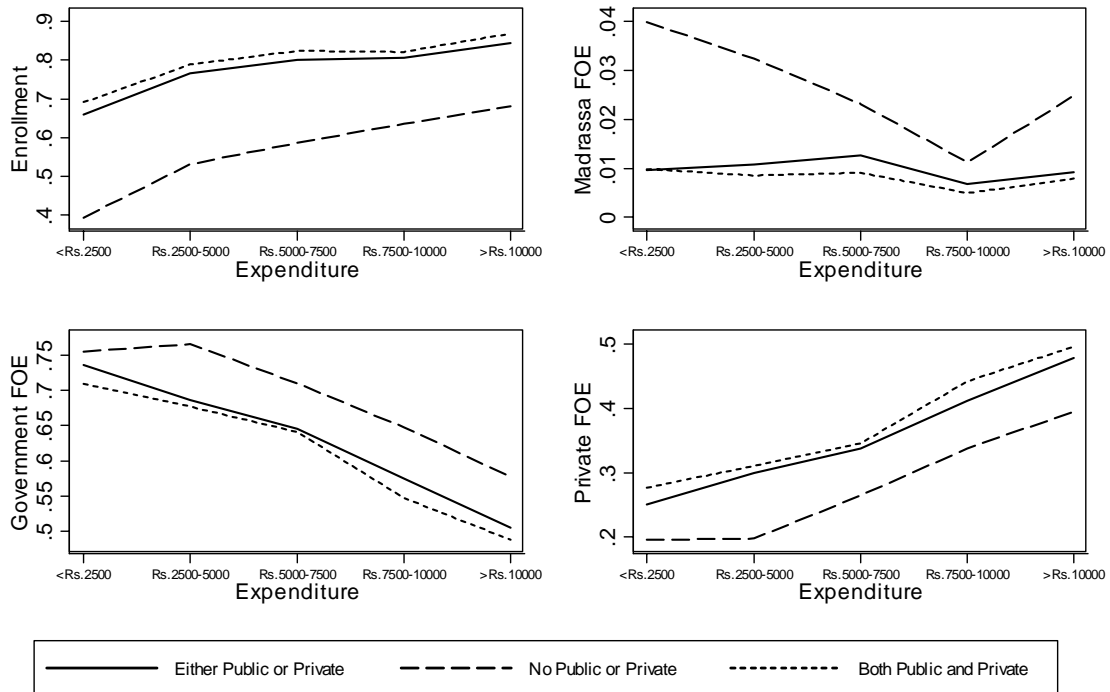 Enrollment
.9
.8
.7
.6
.5
.4
<Rs.2500 Rs.2500-5000 Rs.5000-7500 Rs.7500-10000 >Rs.10000
Expenditure
Madrassa FOE
0.04
0.03
0.02
0.01
0
<Rs.2500 Rs.2500-5000 Rs.5000-7500 Rs.7500-10000 >Rs.10000
Expenditure
Government FOE
.75
.7
.65
.6
.55
.5
<Rs.2500 Rs.2500-5000 Rs.5000-7500 Rs.7500-10000 >Rs.10000
Expenditure
Private FOE
.5
.4
.3
.2
<Rs.2500 Rs.2500-5000 Rs.5000-7500 Rs.7500-10000 >Rs.10000
Expenditure
Either Public or Private No Public or Private Both Public and Private